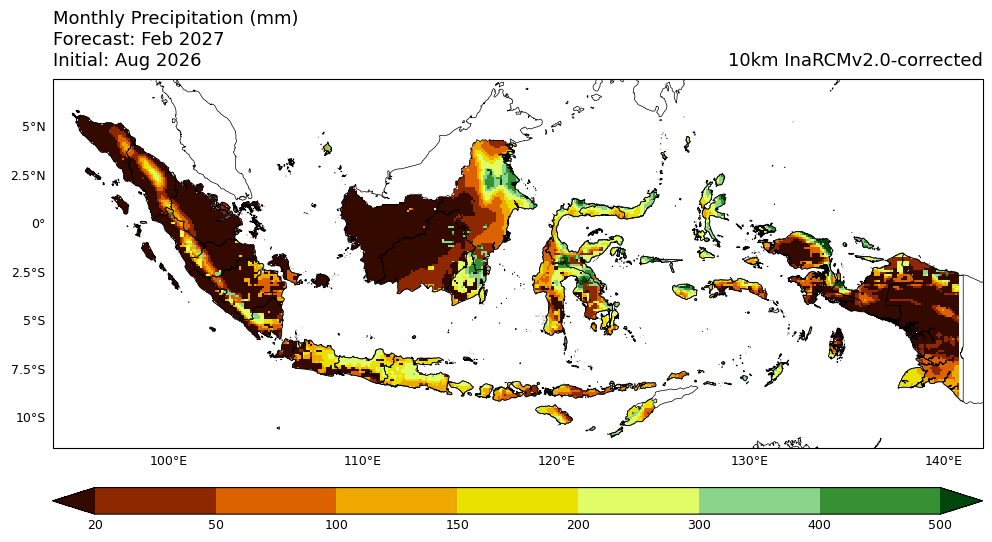 Monthly Precipitation (mm)
Forecast: Feb 2027
Initial: Aug 2026
10km InaRCMv2.0-corrected
5°N
2.5°N
0°
2.5°S
5°S
7.5°S
10°S
100°E
110°E
120°E
130°E
140°E
20
50
100
150
200
300
400
500